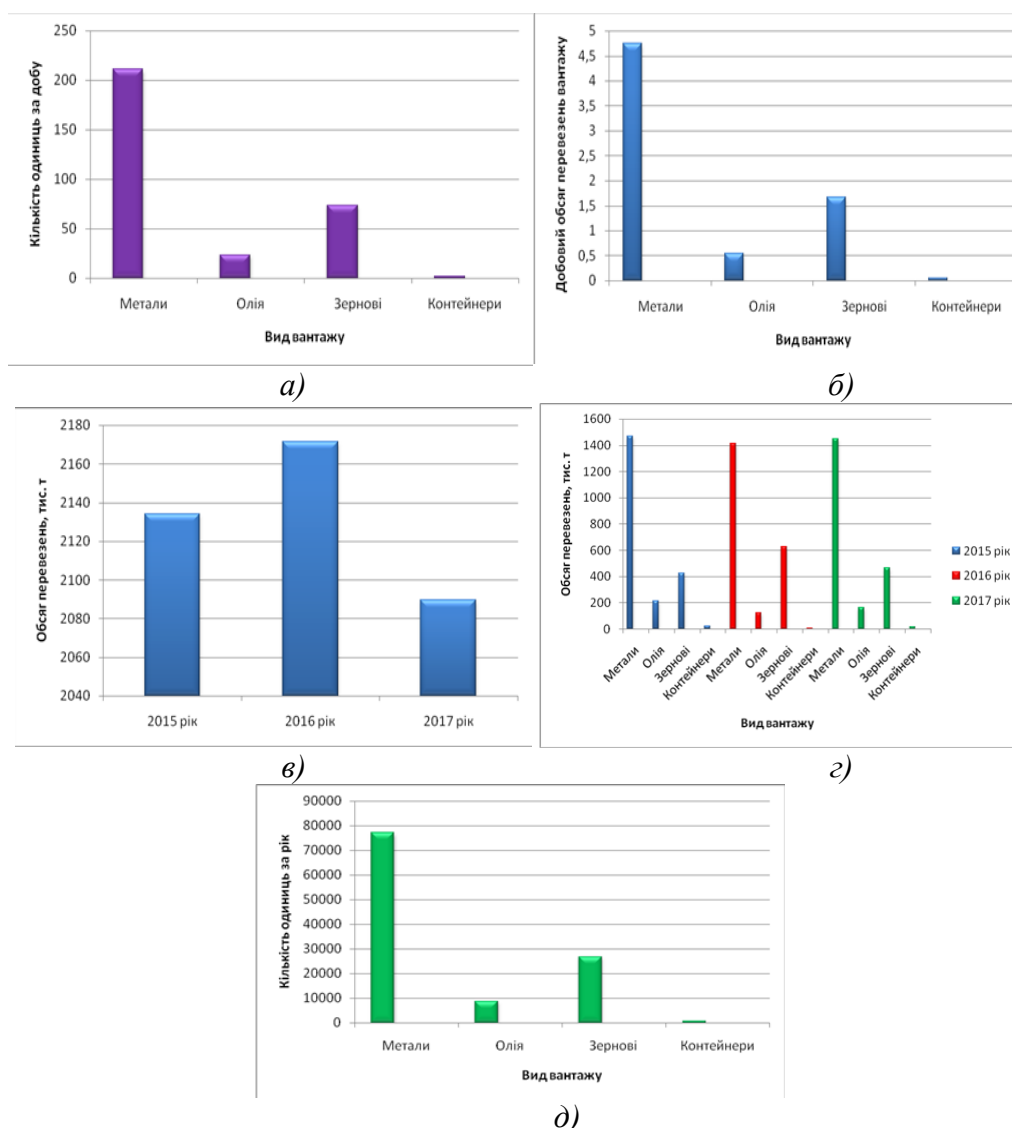 250
200
150
100
50
0
Кількість одиниць за добу
Метали Олія Зернові Контейнери
Вид вантажу
а)
5
4,5
4
3,5
3
2,5
2
1,5
1
0,5
0
Добовий обсяг перевезень вантажу
Метали Олія Зернові Контейнери
Вид вантажу
б)
2180
2160
2140
2120
2100
2080
2060
2040
Обсяг перевезень, тис. т
2015 рік 2016 рік 2017 рік
в)
1600
1400
1200
1000
800
600
400
200
0
Обсяг перевезень, тис. т
Метали Олія Зернові Контейнери Метали Олія Зернові Контейнери Метали Олія Зернові Контейнери
Вид вантажу
2015 рік
2016 рік
2017 рік
г)
90000
80000
70000
60000
50000
40000
30000
20000
10000
0
Кількість одиниць за рік
Метали Олія Зернові Контейнери
Вид вантажу
д)